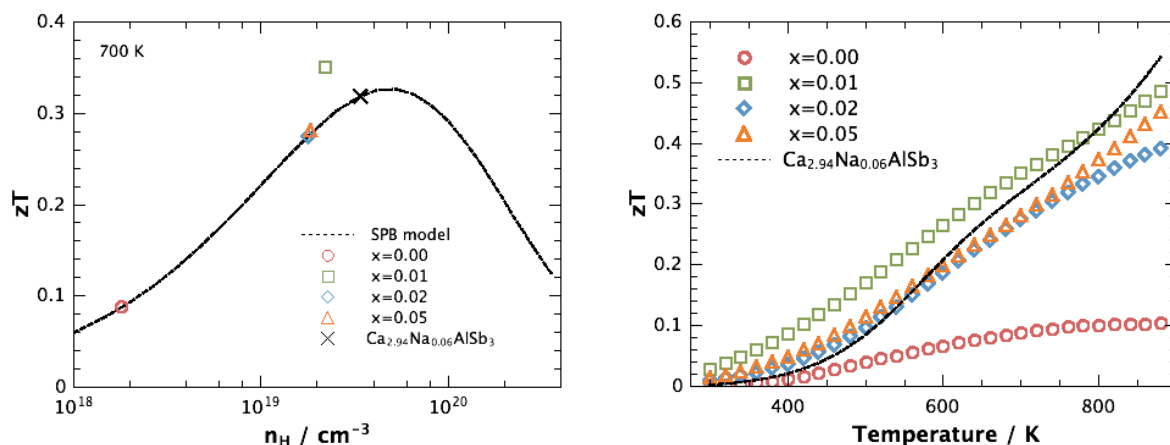 0.4
700 K
0.3
zT
0.2
SPB model
x=0.00
x=0.01
0.1
x=0.02
x=0.05
Ca2.94Na0.06AlSb3
0
10^18
10^19
10^20
n_H / cm^-3
0.6
x=0.00
x=0.01
0.5
x=0.02
x=0.05
0.4
Ca2.94Na0.06AlSb3
zT
0.3
0.2
0.1
0
400
600
800
Temperature / K